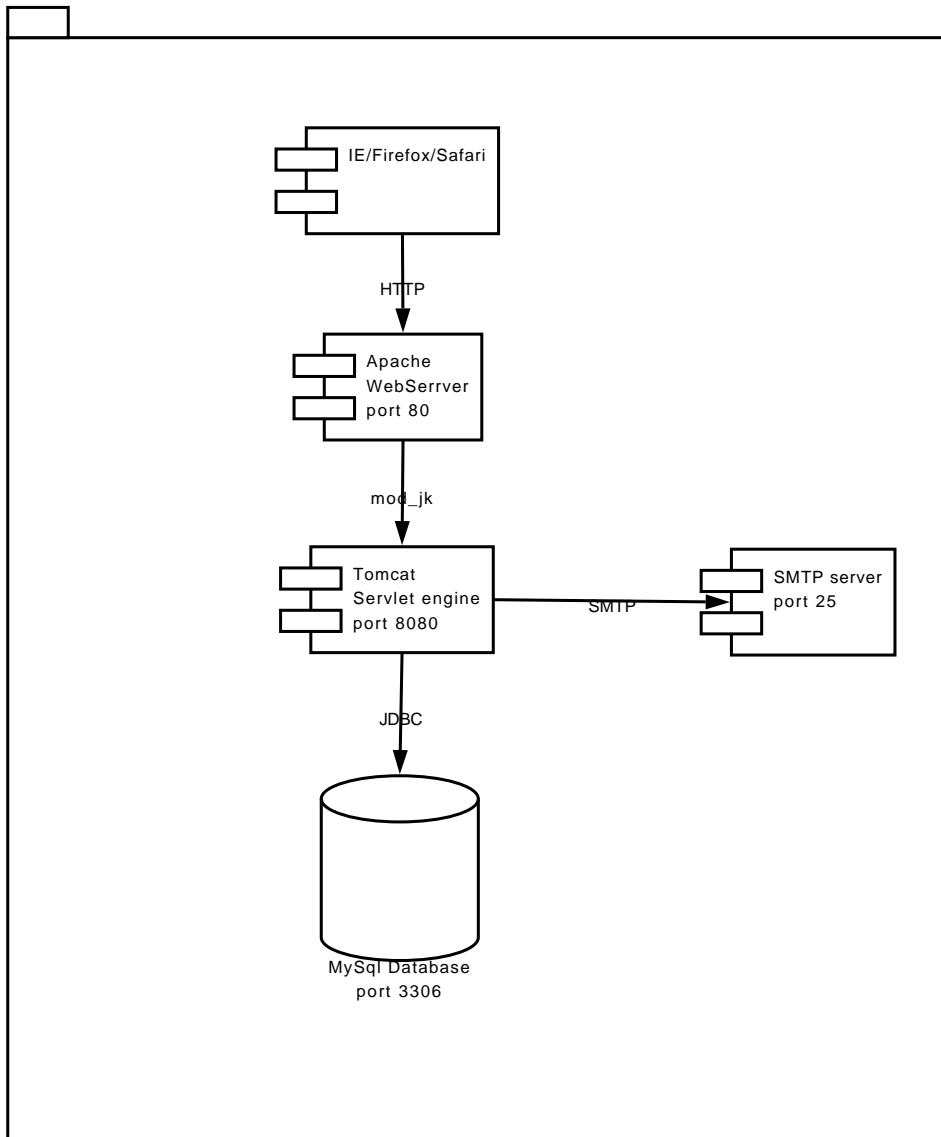 IE/Firefox/Safari
HTTP
Apache
WebSerrver
port 80
mod_jk
Tomcat
Servlet engine
port 8080
SMTP
SMTP server
port 25
JDBC
MySql Database
port 3306